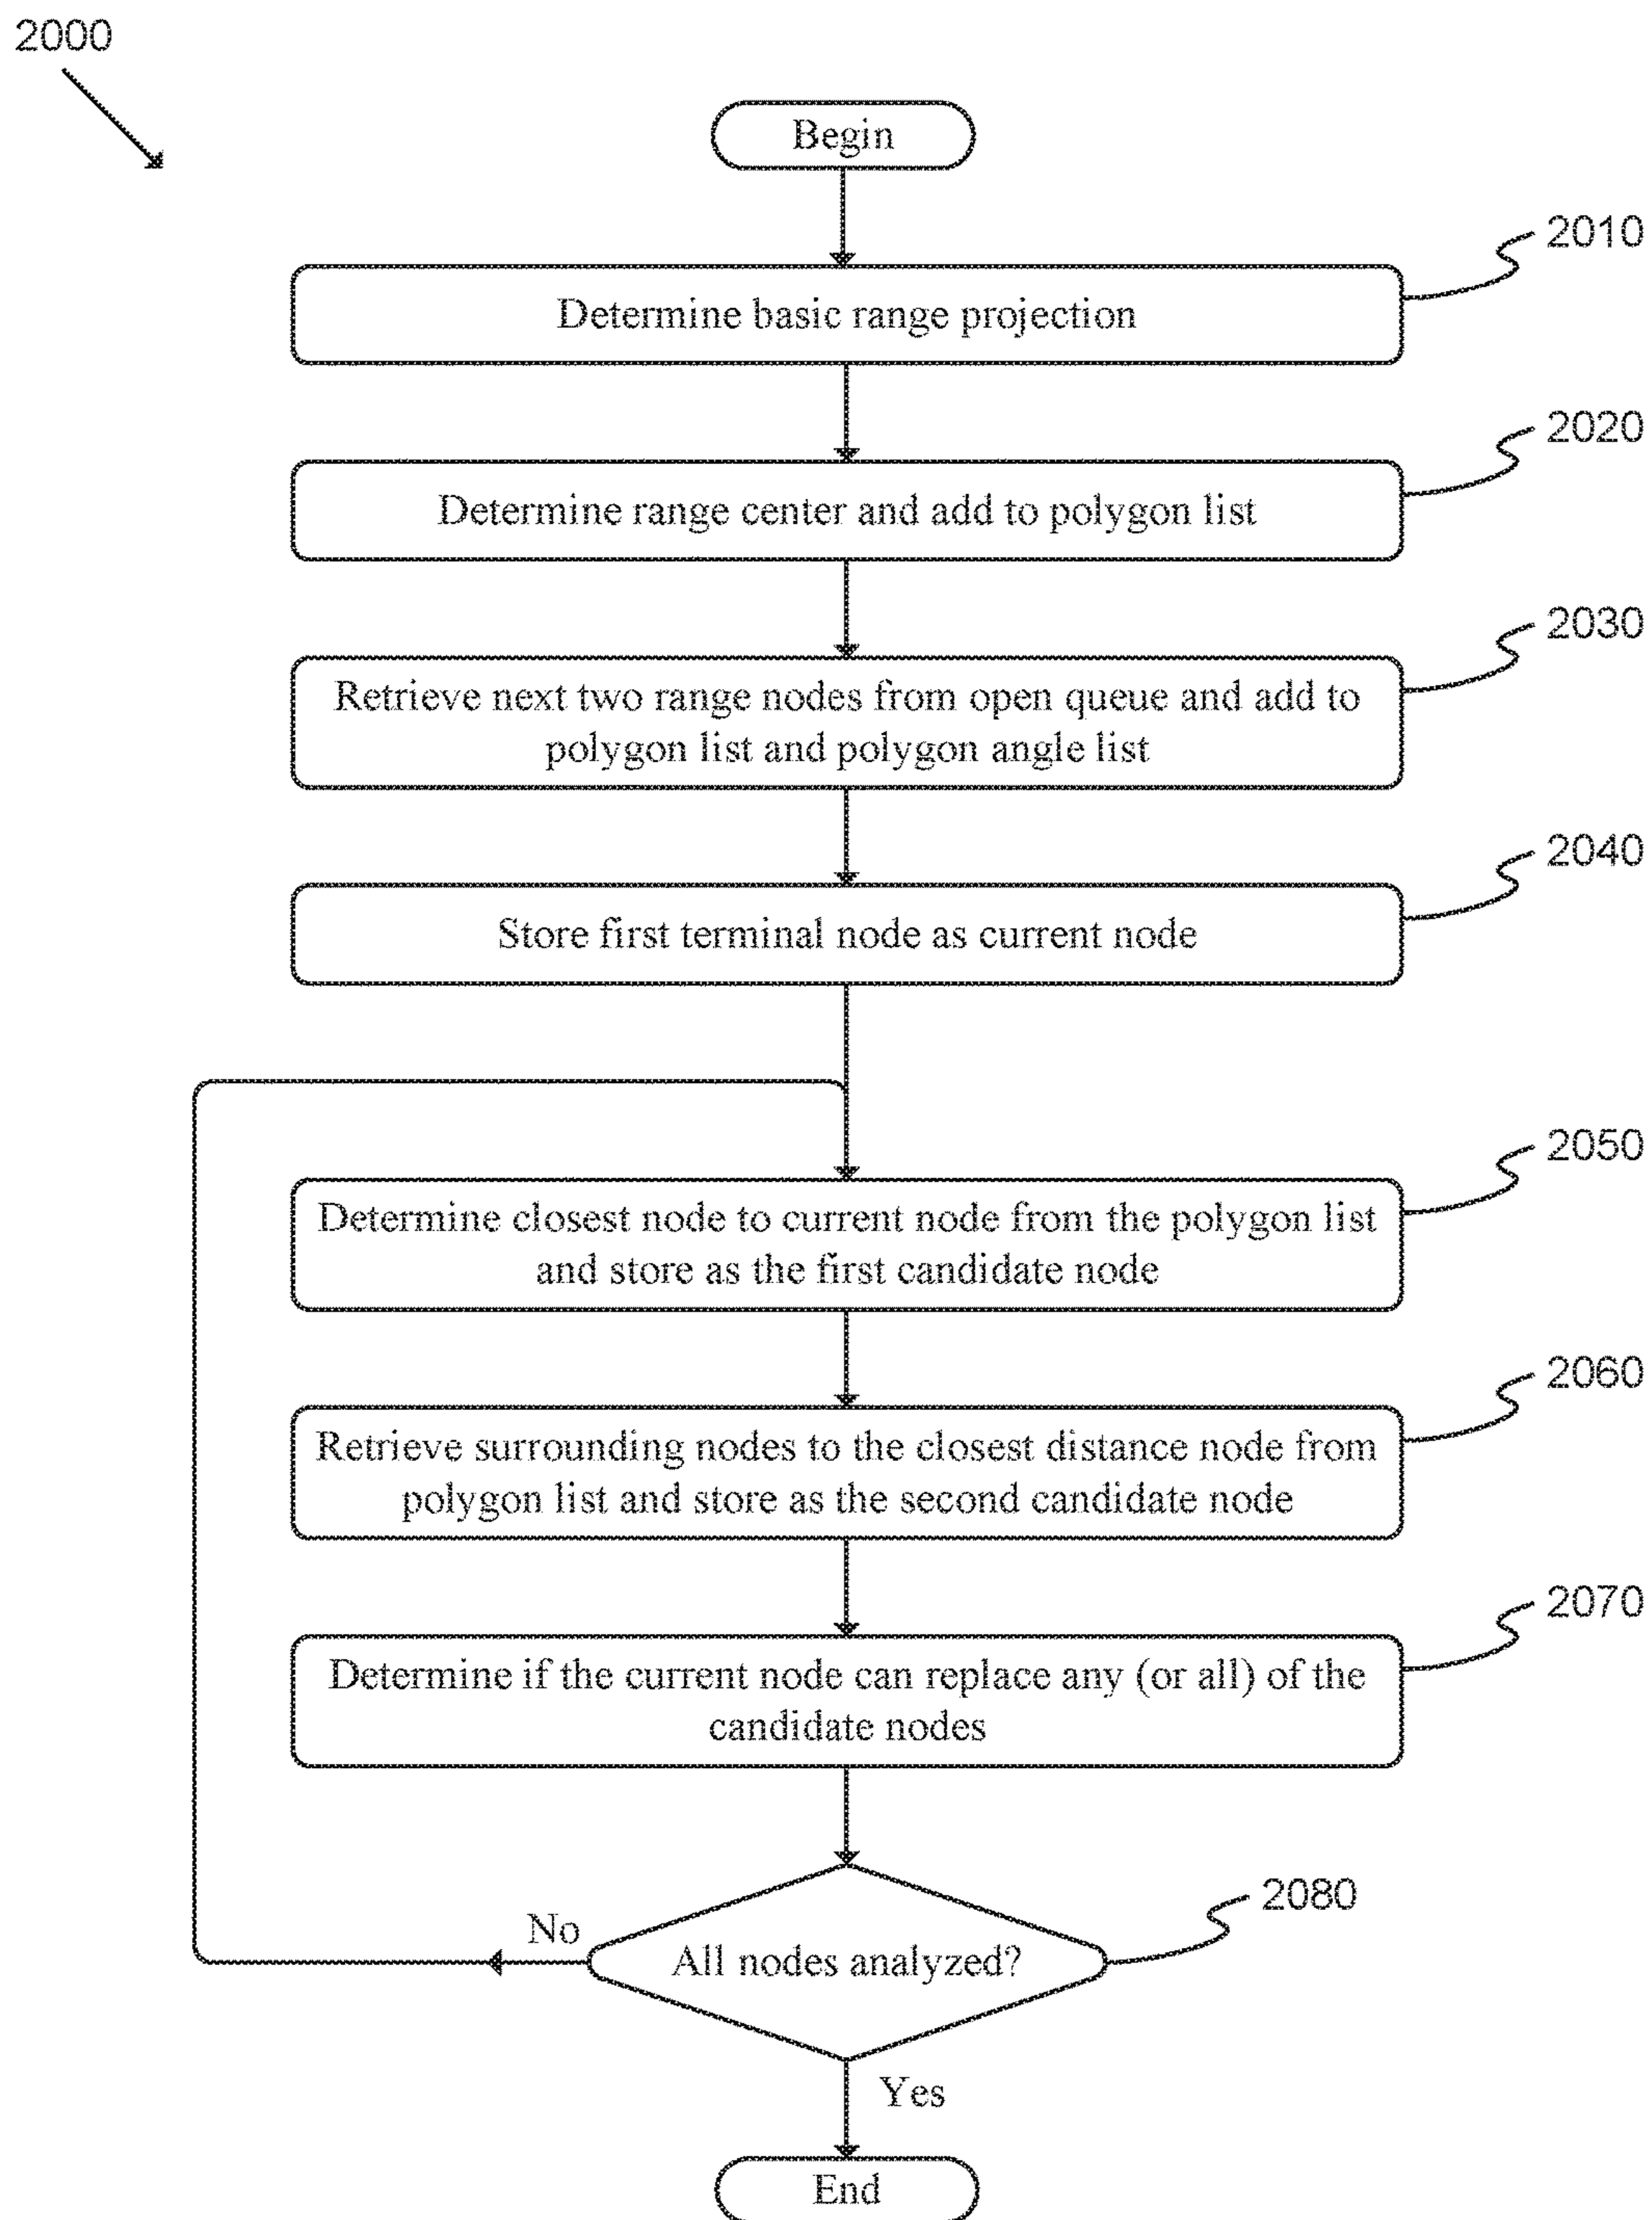 2000
Begin
2010
Determine basic range projection
2020
Determine range center and add to polygon list
2030
Retrieve next two range nodes from open queue and add to
polygon list and polygon angle list
2040
Store first terminal node as current node
2050
Determine closest node to current node from the polygon list
and store as the first candidate node
2060
Retrieve surrounding nodes to the closest distance node from
polygon list and store as the second candidate node
2070
Determine if the current node can replace any (or all) of the
candidate nodes
2080
No
All nodes analyzed?
Yes
End